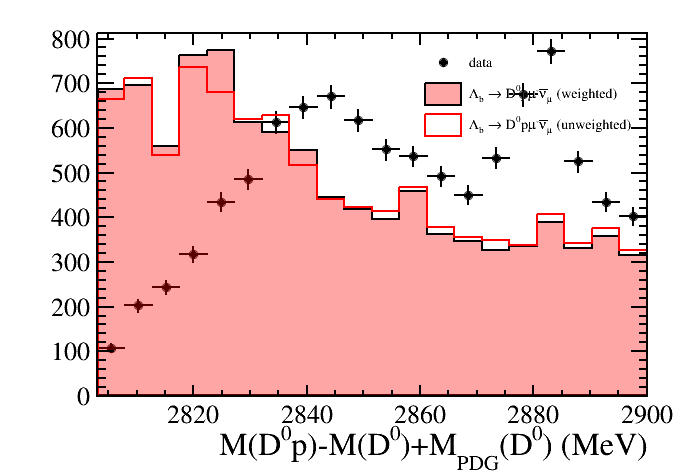 800
700
600
500
400
300
200
100
0
data
Λb → D0pμ ν̅μ (weighted)
Λb → D0pμ ν̅μ (unweighted)
2820 2840 2860 2880 2900
M(D0p)-M(D0)+MPDG(D0) (MeV)